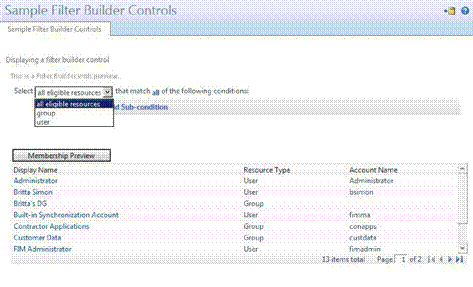 Sample Filter Builder Controls
Sample Filter Builder Controls
Displaying a filter builder control
This is a Filter Builder with preview.
Select all eligible resources that match all of the following conditions:
all eligible resources
group
user
d Sub-condition
Membership Preview
Display Name Resource Type Account Name
Administrator User Administrator
Britta Simon User bsimon
Britta's DG Group
Built-in Synchronization Account User fimma
Contractor Applications Group conapps
Customer Data Group custdata
FIM Administrator User fimadmin
13 items total Page 1 of 2